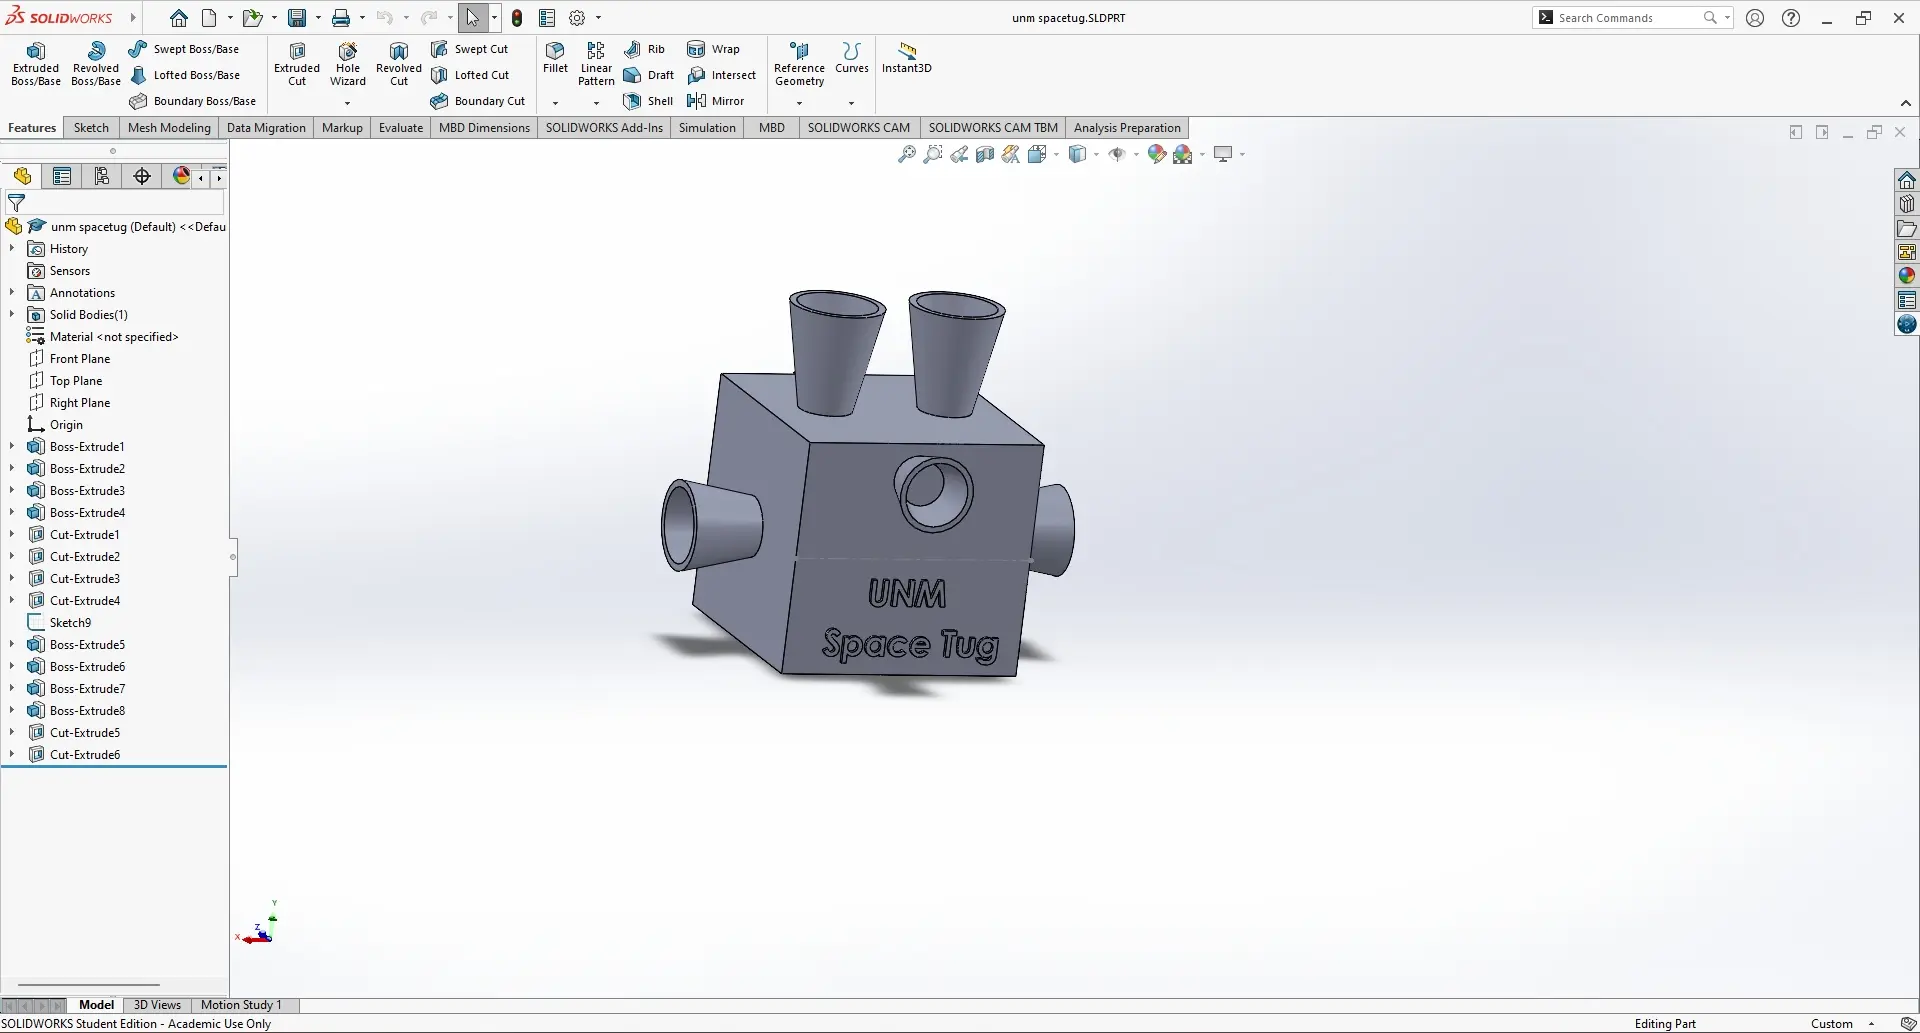 SOLIDWORKS
unm spacetug.SLDPRT
Search Commands
Extruded Boss/Base
Revolved Boss/Base
Swept Boss/Base
Lofted Boss/Base
Boundary Boss/Base
Extruded Cut
Hole Wizard
Revolved Cut
Swept Cut
Lofted Cut
Boundary Cut
Fillet
Linear Pattern
Rib
Draft
Shell
Wrap
Intersect
Mirror
Reference Geometry
Curves
Instant3D
Features
Sketch
Mesh Modeling
Data Migration
Markup
Evaluate
MBD Dimensions
SOLIDWORKS Add-Ins
Simulation
MBD
SOLIDWORKS CAM
SOLIDWORKS CAM TBM
Analysis Preparation
unm spacetug (Default) <<Defau
History
Sensors
Annotations
Solid Bodies(1)
Material <not specified>
Front Plane
Top Plane
Right Plane
Origin
Boss-Extrude1
Boss-Extrude2
Boss-Extrude3
Boss-Extrude4
Cut-Extrude1
Cut-Extrude2
Cut-Extrude3
Cut-Extrude4
Sketch9
Boss-Extrude5
Boss-Extrude6
Boss-Extrude7
Boss-Extrude8
Cut-Extrude5
Cut-Extrude6
UNM
Space Tug
Y
Z
X
Model
3D Views
Motion Study 1
SOLIDWORKS Student Edition - Academic Use Only
Editing Part
Custom